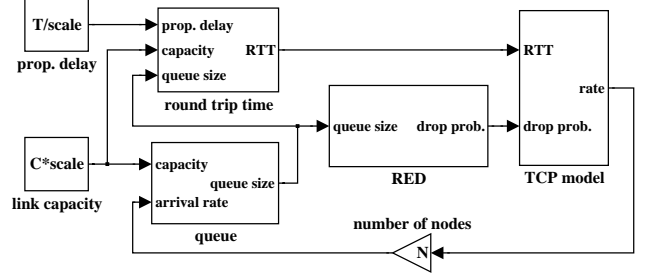 T/scale
prop. delay
prop. delay
capacity
queue size
RTT
round trip time
C*scale
link capacity
capacity
arrival rate
queue size
queue
queue size
drop prob.
RED
RTT
drop prob.
rate
TCP model
number of nodes
N